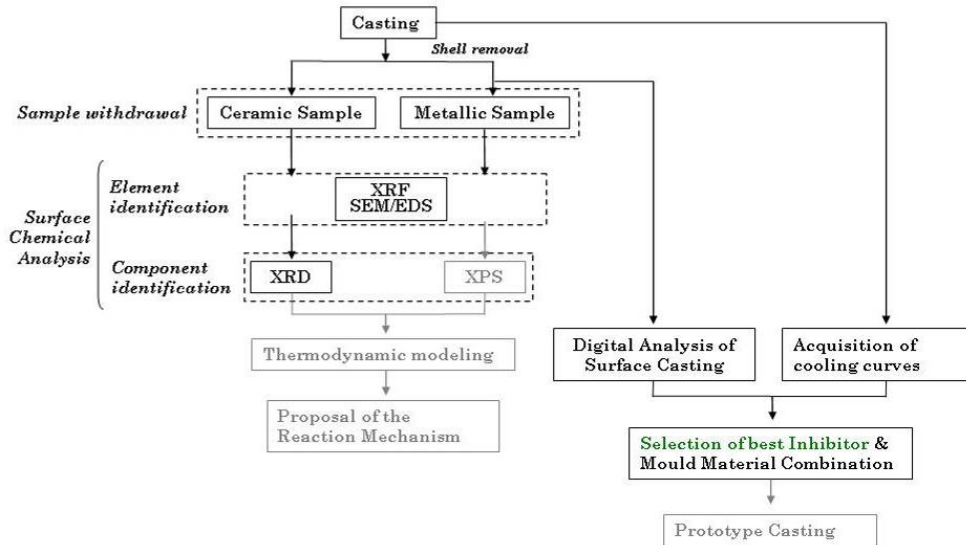 Casting
Shell removal
Sample withdrawal
Ceramic Sample
Metallic Sample
Element
identification
XRF
SEM/EDS
Surface
Chemical
Analysis
Component
identification
XRD
XPS
Thermodynamic modeling
Proposal of the
Reaction Mechanism
Digital Analysis of
Surface Casting
Acquisition of
cooling curves
Selection of best Inhibitor &
Mould Material Combination
Prototype Casting